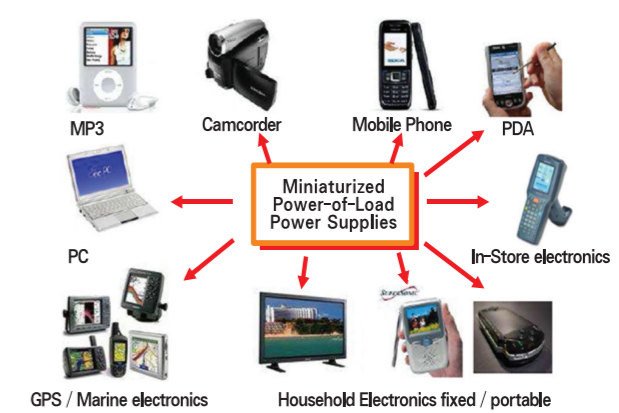 MP3
Camcorder
Mobile Phone
PDA
Miniaturized
Power-of-Load
Power Supplies
PC
In-Store electronics
GPS / Marine electronics
Household Electronics fixed / portable